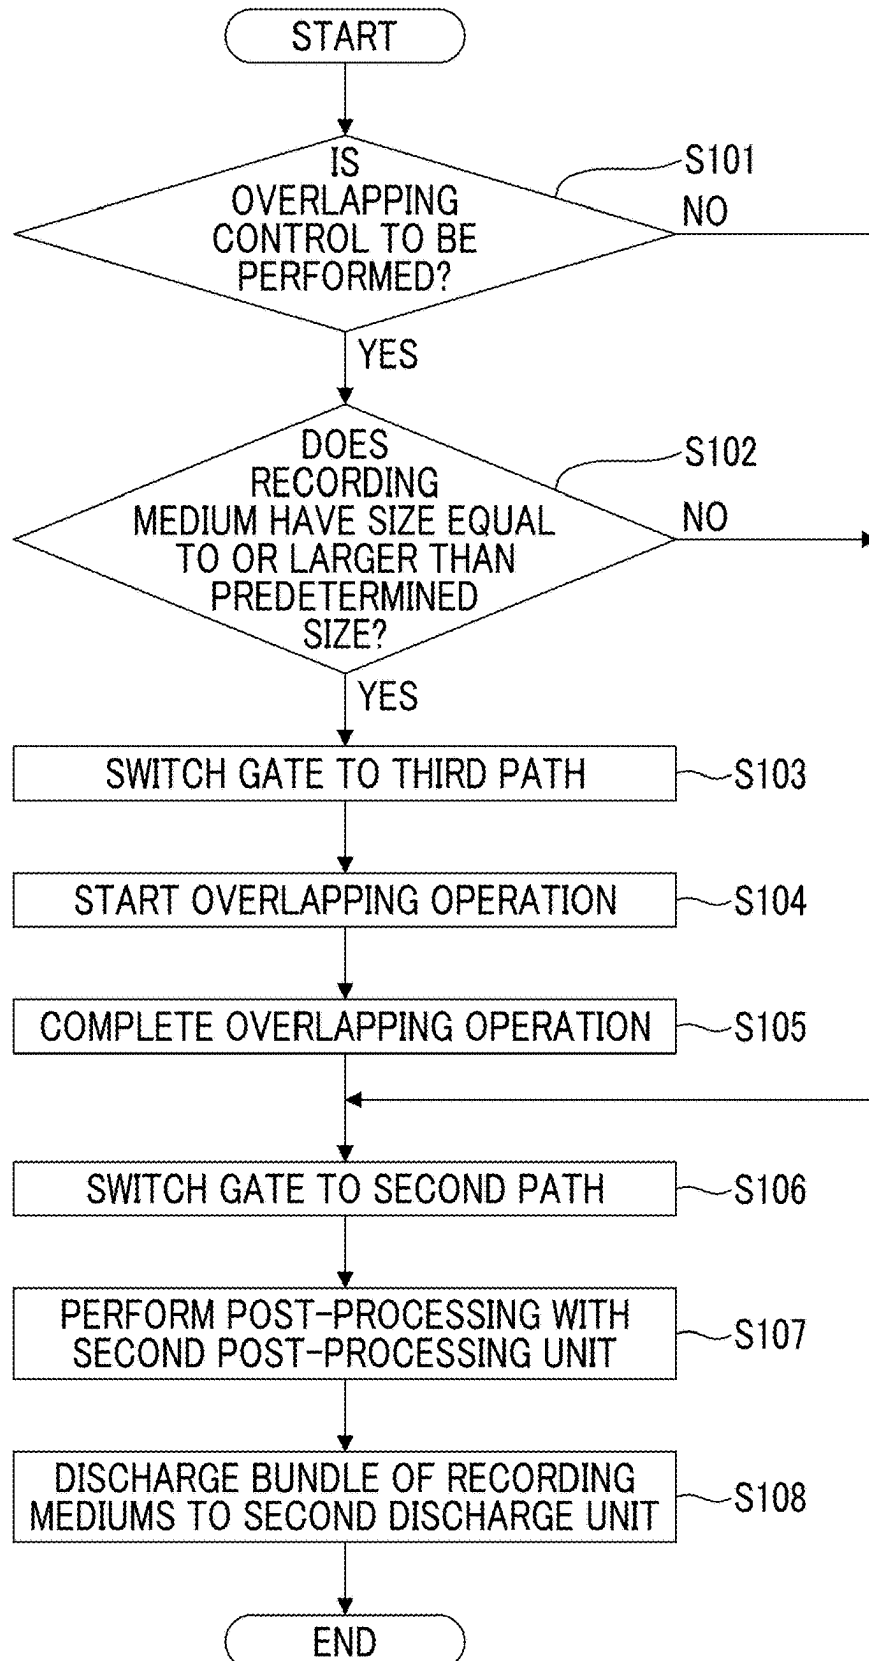 START
IS
OVERLAPPING
CONTROL TO BE
PERFORMED?
S101
NO
YES
DOES
RECORDING
MEDIUM HAVE SIZE EQUAL
TO OR LARGER THAN
PREDETERMINED
SIZE?
S102
NO
YES
SWITCH GATE TO THIRD PATH
S103
START OVERLAPPING OPERATION
S104
COMPLETE OVERLAPPING OPERATION
S105
SWITCH GATE TO SECOND PATH
S106
PERFORM POST-PROCESSING WITH
SECOND POST-PROCESSING UNIT
S107
DISCHARGE BUNDLE OF RECORDING
MEDIUMS TO SECOND DISCHARGE UNIT
S108
END